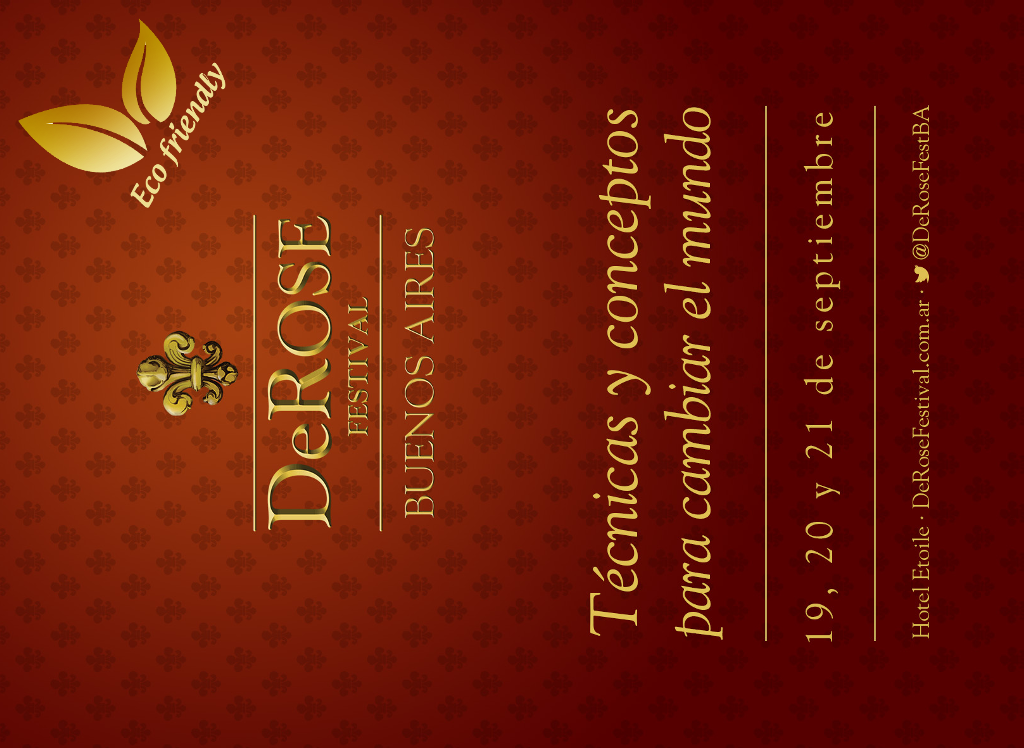 Eco friendly
DeROSE
FESTIVAL
BUENOS AIRES
Técnicas y conceptos
para cambiar el mundo
19, 20 y 21 de septiembre
Hotel Etoile · DeRoseFestival.com.ar · @DeRoseFestBA